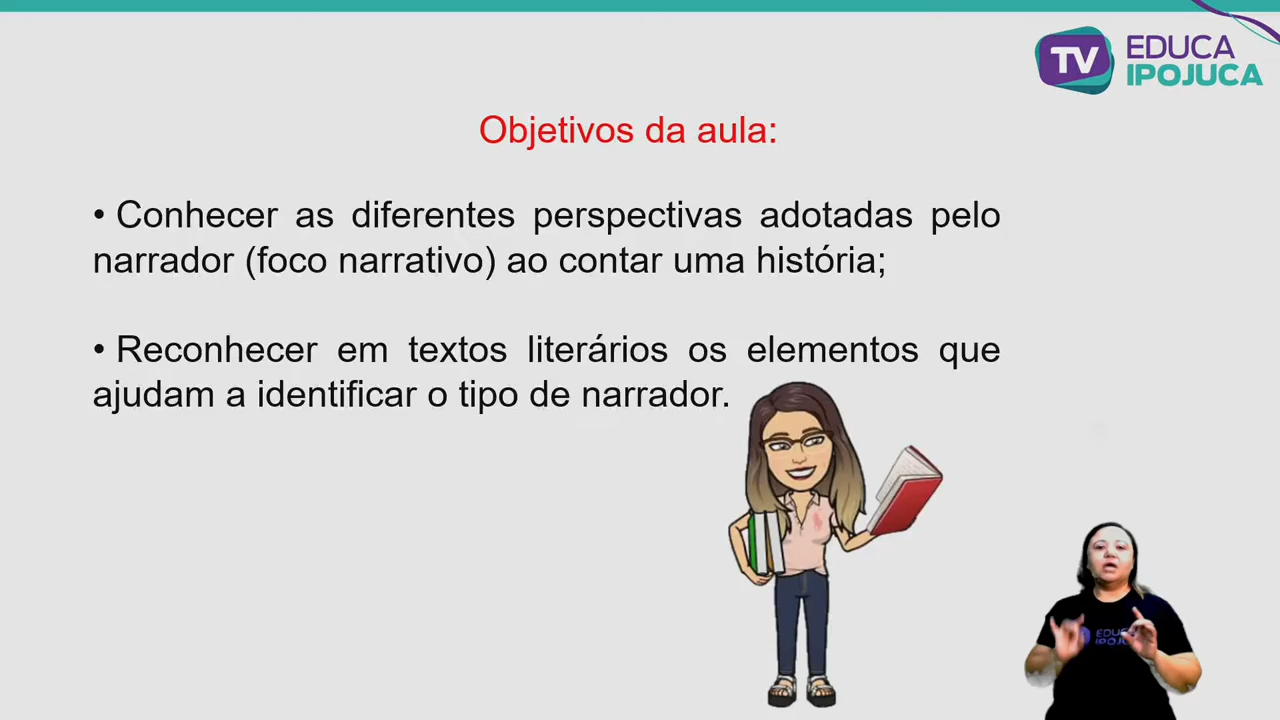 TV EDUCA
IPOJUCA
Objetivos da aula:
• Conhecer as diferentes perspectivas adotadas pelo
narrador (foco narrativo) ao contar uma história;
• Reconhecer em textos literários os elementos que
ajudam a identificar o tipo de narrador.